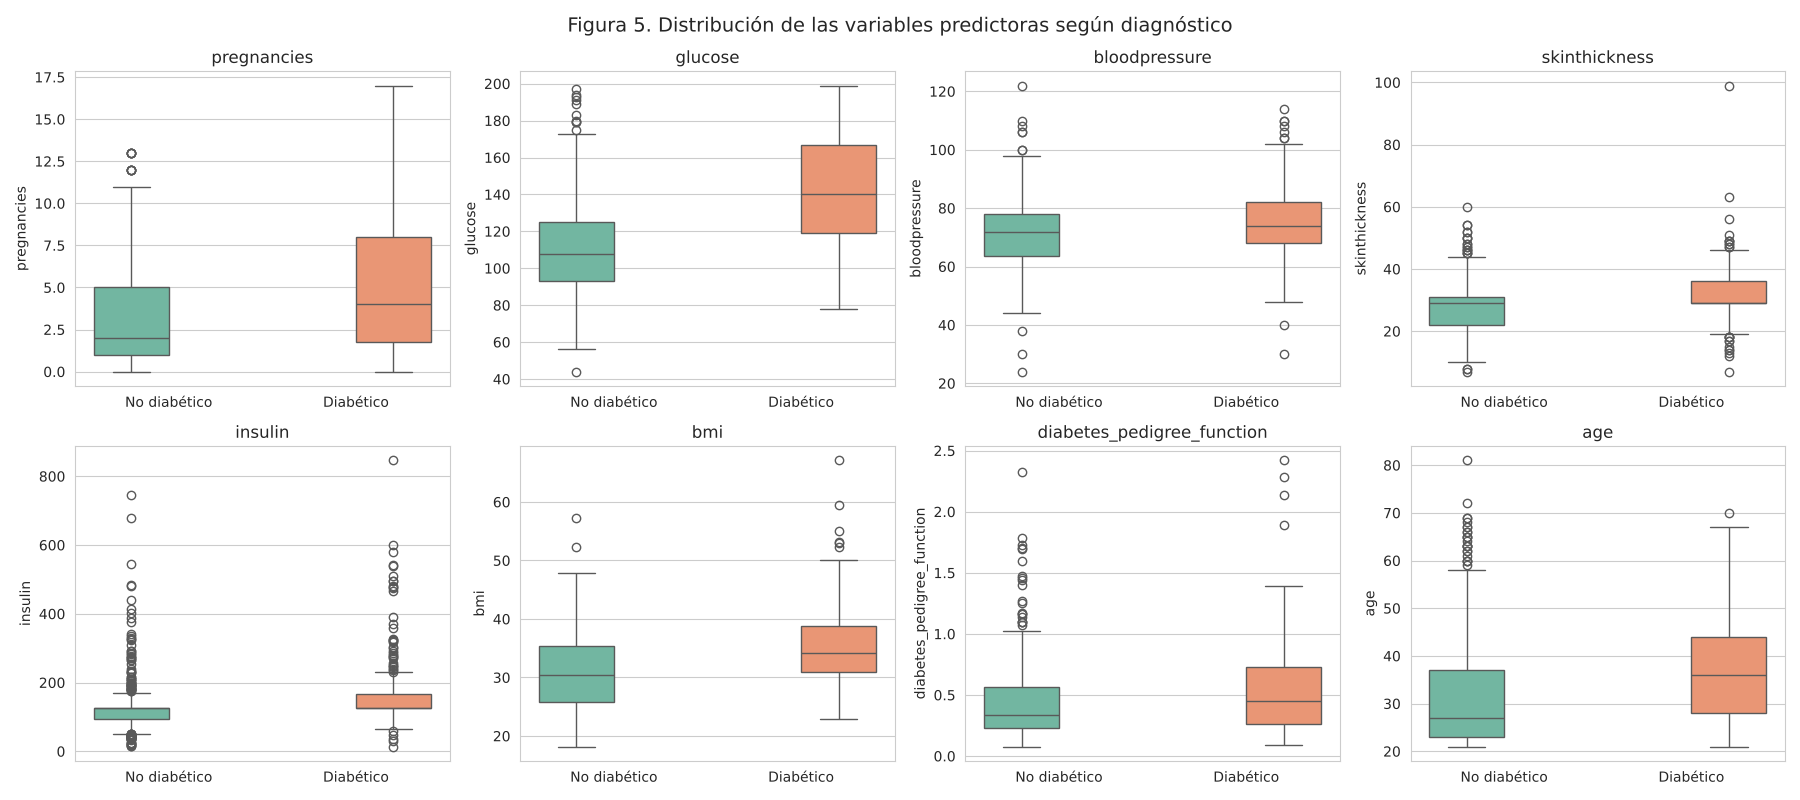 Figura 5. Distribución de las variables predictoras según diagnóstico
pregnancies
glucose
bloodpressure
skinthickness
pregnancies
17.5
15.0
12.5
10.0
7.5
5.0
2.5
0.0
No diabético
Diabético
glucose
200
180
160
140
120
100
80
60
40
No diabético
Diabético
bloodpressure
120
100
80
60
40
20
No diabético
Diabético
skinthickness
100
80
60
40
20
No diabético
Diabético
insulin
bmi
diabetes_pedigree_function
age
insulin
800
600
400
200
0
No diabético
Diabético
bmi
60
50
40
30
20
No diabético
Diabético
diabetes_pedigree_function
2.5
2.0
1.5
1.0
0.5
0.0
No diabético
Diabético
age
80
70
60
50
40
30
20
No diabético
Diabético